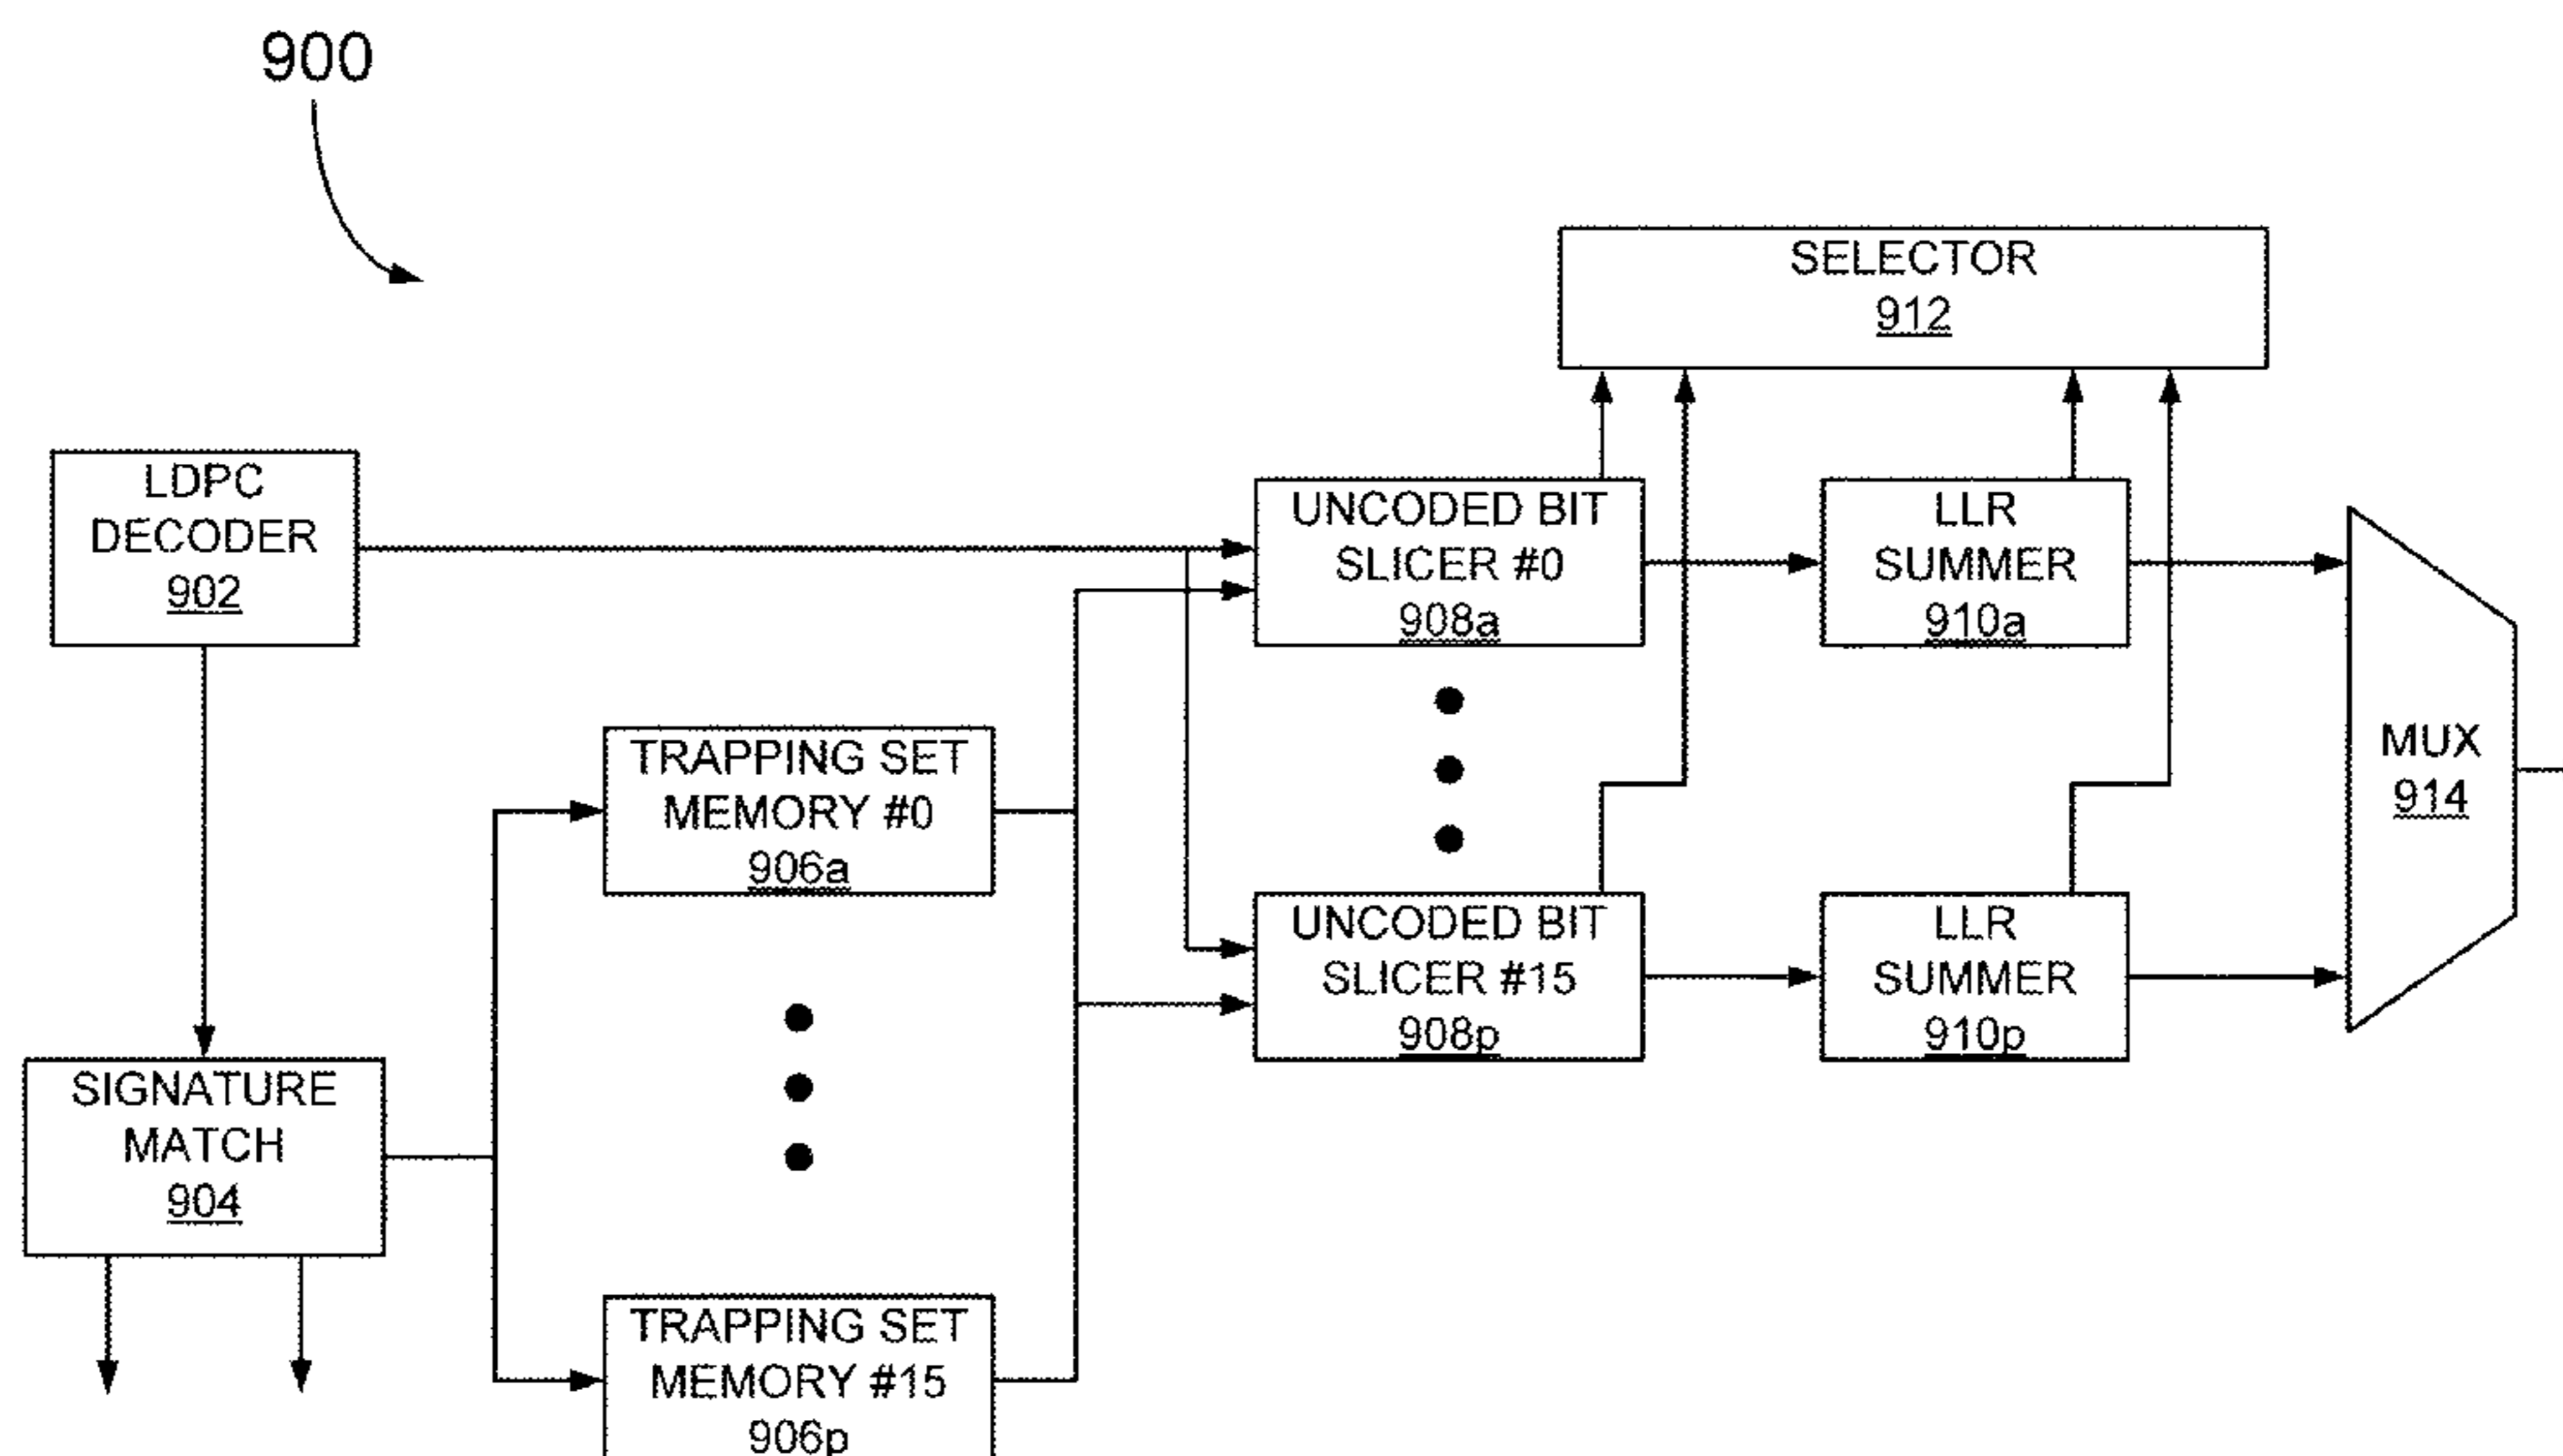 900
SELECTOR
912
LDPC
DECODER
902
UNCODED BIT
SLICER #0
908a
LLR
SUMMER
910a
MUX
914
TRAPPING SET
MEMORY #0
906a
UNCODED BIT
SLICER #15
908p
LLR
SUMMER
910p
SIGNATURE
MATCH
904
TRAPPING SET
MEMORY #15
906p